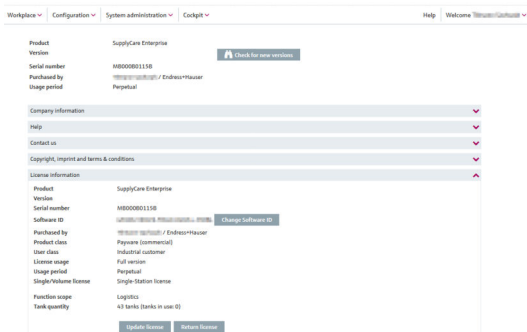 Workplace Configuration System administration Cockpit Help Welcome
Product SupplyCare Enterprise
Version
Check for new versions
Serial number MB000B0115B
Purchased by / Endress+Hauser
Usage period Perpetual
Company information
Help
Contact us
Copyright, imprint and terms & conditions
License information
Product SupplyCare Enterprise
Version
Serial number MB000B0115B
Software ID Change Software ID
Purchased by / Endress+Hauser
Product class Payware (commercial)
User class Industrial customer
License usage Full version
Usage period Perpetual
Single/Volume license Single-Station license
Function scope Logistics
Tank quantity 43 tanks (tanks in use: 0)
Update license Return license